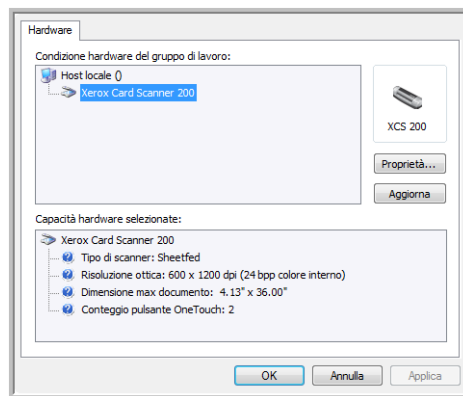 Hardware
Condizione hardware del gruppo di lavoro:
Host locale ()
Xerox Card Scanner 200
XCS 200
Proprietà...
Aggiorna
Capacità hardware selezionate:
Xerox Card Scanner 200
Tipo di scanner: Sheetfed
Risoluzione ottica: 600 x 1200 dpi (24 bpp colore interno)
Dimensione max documento: 4.13" x 36.00"
Conteggio pulsante OneTouch: 2
OK Annulla Applica